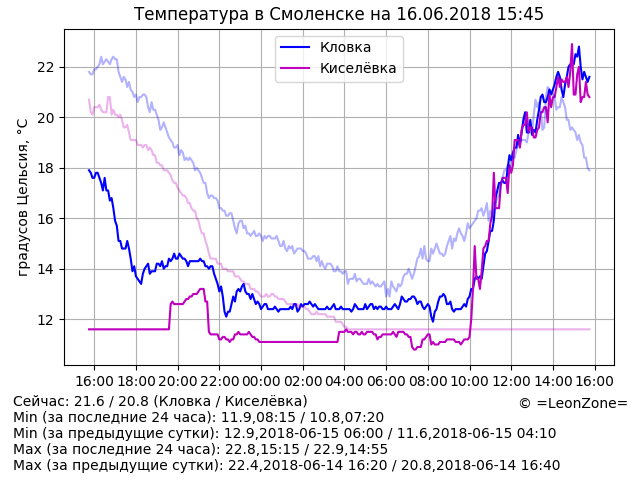 Температура в Смоленске на 16.06.2018 15:45
Кловка
Киселёвка
градусов Цельсия, °C
22
20
18
16
14
12
16:00 18:00 20:00 22:00 00:00 02:00 04:00 06:00 08:00 10:00 12:00 14:00 16:00
Сейчас: 21.6 / 20.8 (Кловка / Киселёвка)
© =LeonZone=
Min (за последние 24 часа): 11.9,08:15 / 10.8,07:20
Min (за предыдущие сутки): 12.9,2018-06-15 06:00 / 11.6,2018-06-15 04:10
Max (за последние 24 часа): 22.8,15:15 / 22.9,14:55
Max (за предыдущие сутки): 22.4,2018-06-14 16:20 / 20.8,2018-06-14 16:40